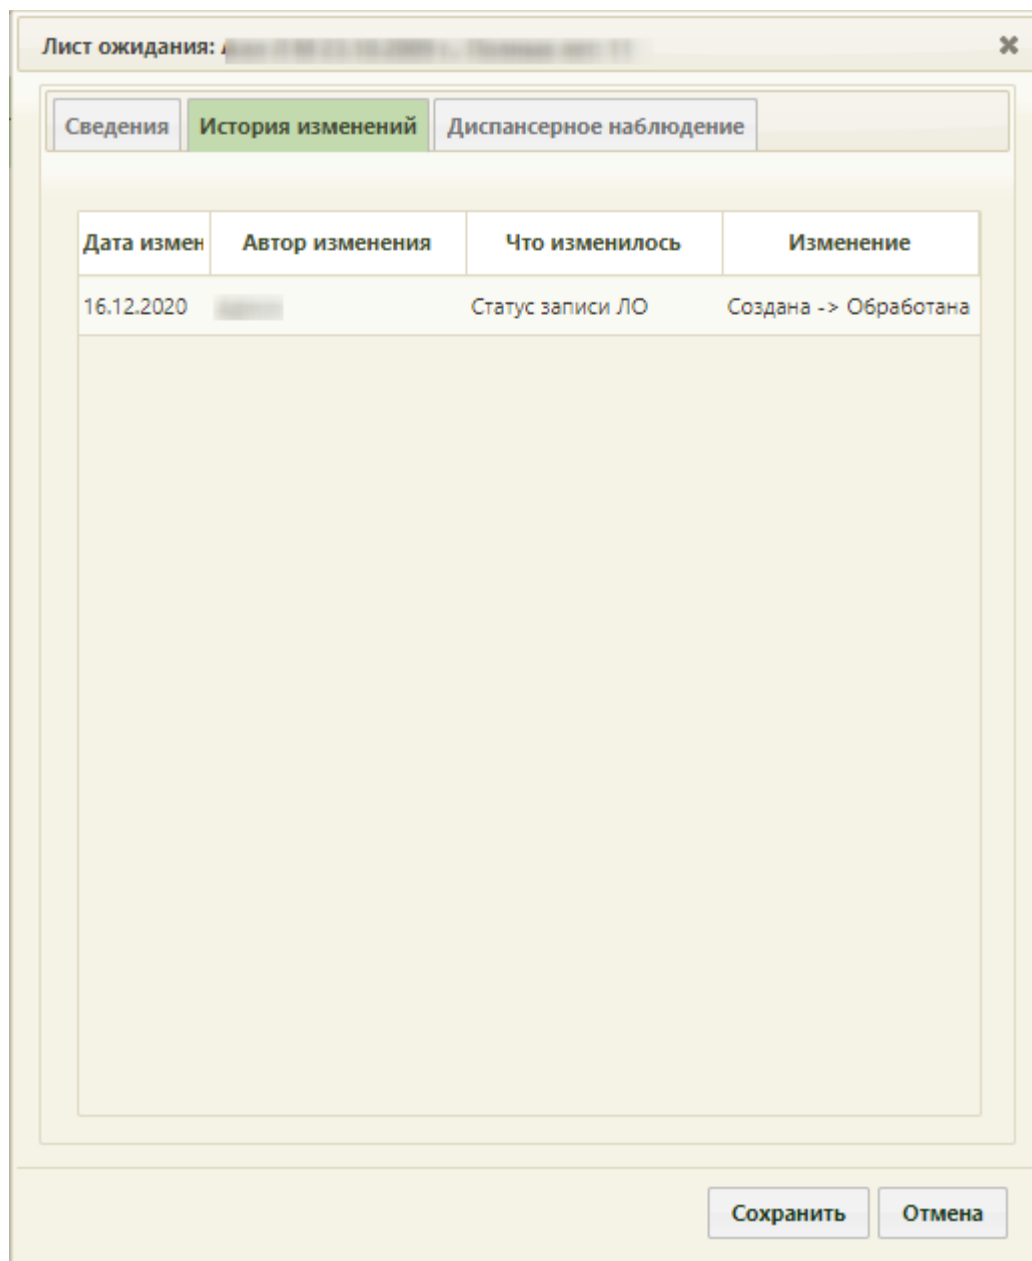 Лист ожидания:
Сведения История изменений Диспансерное наблюдение
Дата измен Автор изменения Что изменилось Изменение
16.12.2020 Статус записи ЛО Создана -> Обработана
Сохранить Отмена